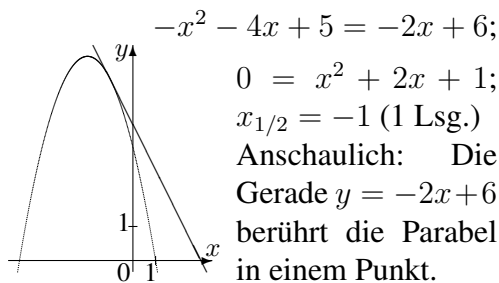 −x² − 4x + 5 = −2x + 6;
0 = x² + 2x + 1;
x₁/₂ = −1 (1 Lsg.)
Anschaulich: Die
Gerade y = −2x+6
berührt die Parabel
in einem Punkt.
y
1
x
0 1